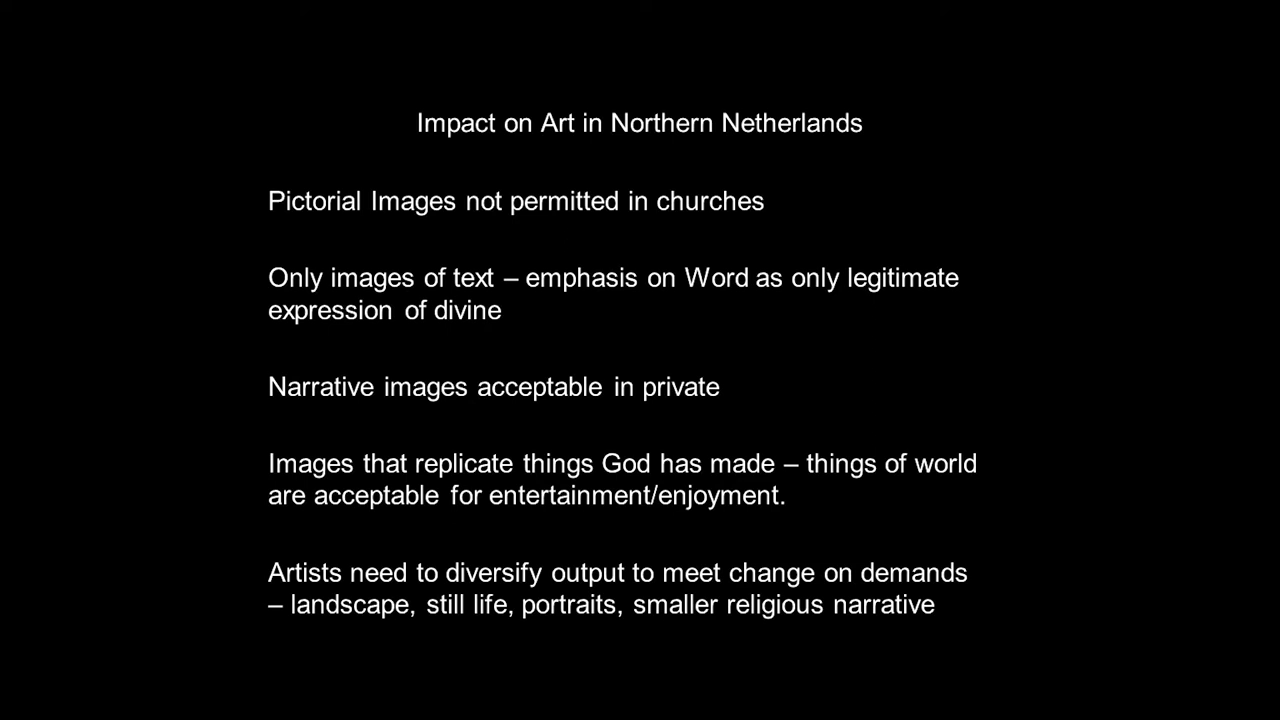 Impact on Art in Northern Netherlands
Pictorial Images not permitted in churches
Only images of text – emphasis on Word as only legitimate
expression of divine
Narrative images acceptable in private
Images that replicate things God has made – things of world
are acceptable for entertainment/enjoyment.
Artists need to diversify output to meet change on demands
– landscape, still life, portraits, smaller religious narrative